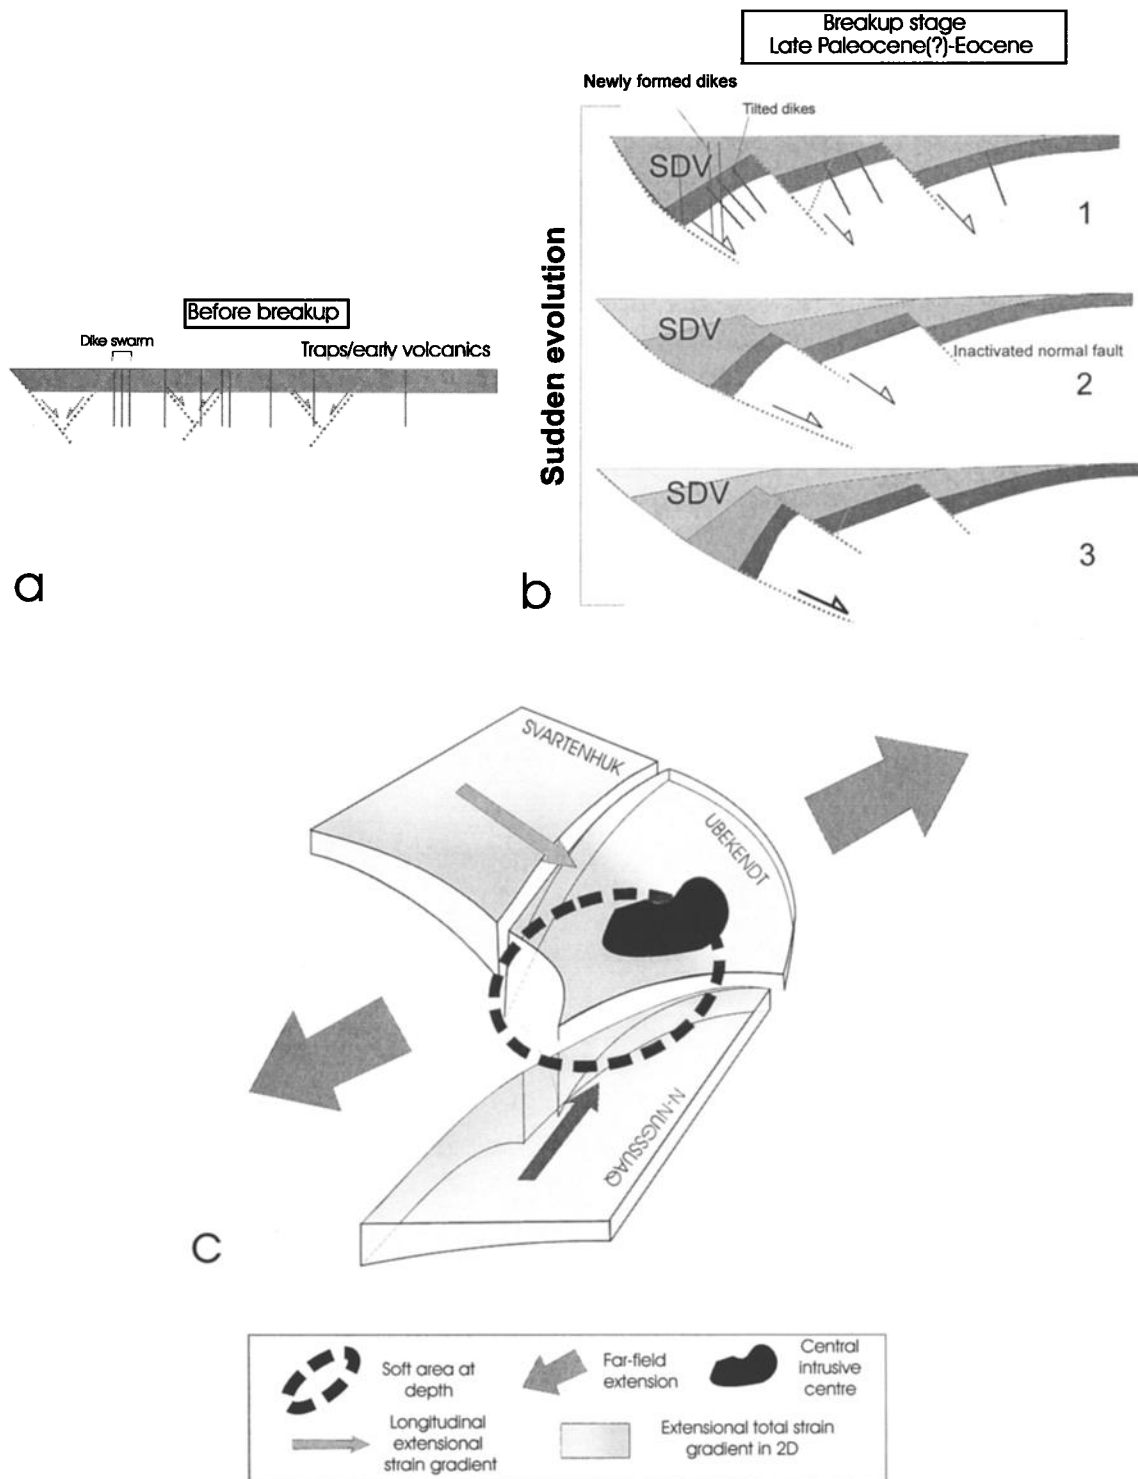 Breakup stage
Late Paleocene(?)-Eocene
Newly formed dikes
Tilted dikes
SDV
1
Sudden evolution
Before breakup
Dike swarm
Traps/early volcanics
SDV
Inactivated normal fault
2
SDV
3
a
b
SVARTENHUK
UBEKENDT
N-NUGSSUAQ
C
Soft area at
depth
Far-field
extension
Central
intrusive
centre
Longitudinal
extensional
strain gradient
Extensional total strain
gradient in 2D